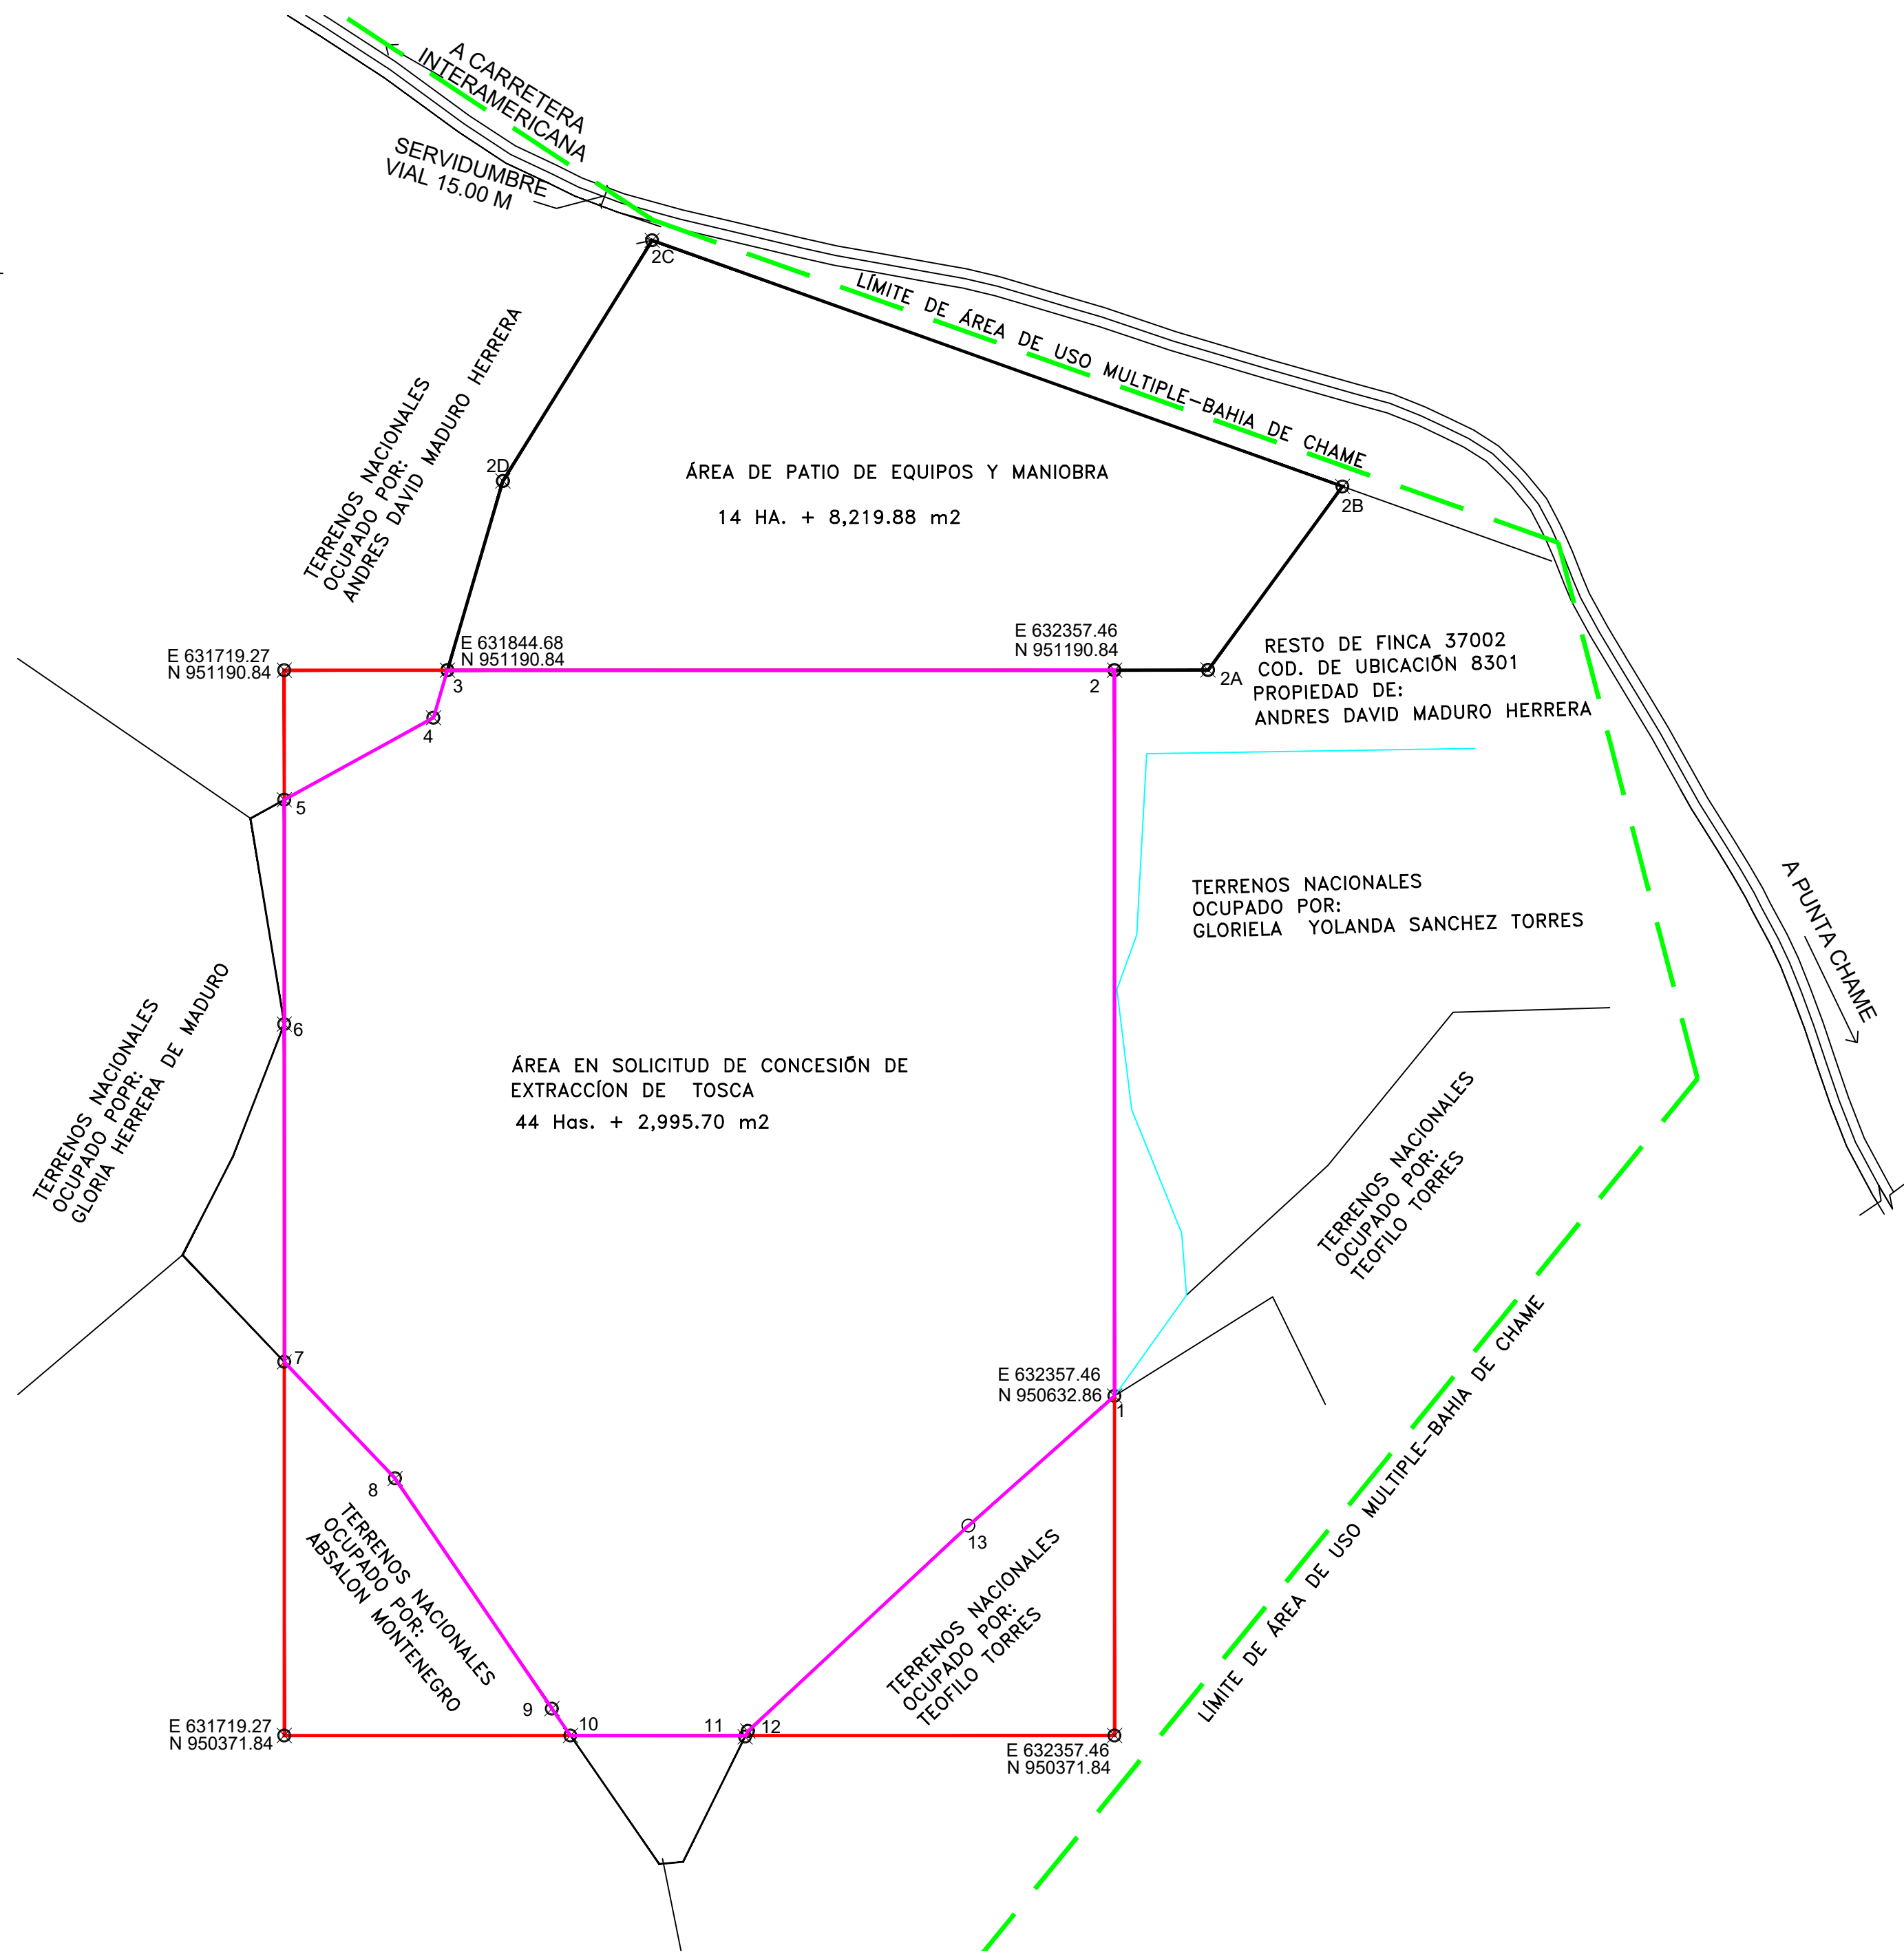 A CARRETERA
INTERAMERICANA
SERVIDUMBRE
VIAL 15.00 M
2C
LÍMITE DE ÁREA DE USO MULTIPLE-BAHIA DE CHAME
TERRENOS NACIONALES
OCUPADO POR:
ANDRES DAVID MADURO HERRERA
2D
ÁREA DE PATIO DE EQUIPOS Y MANIOBRA
14 HA. + 8,219.88 m2
2B
E 631719.27
N 951190.84
E 631844.68
N 951190.84
3
E 632357.46
N 951190.84
2
2A
RESTO DE FINCA 37002
COD. DE UBICACIÓN 8301
PROPIEDAD DE:
ANDRES DAVID MADURO HERRERA
4
5
TERRENOS NACIONALES
OCUPADO POR:
GLORIELA YOLANDA SANCHEZ TORRES
A PUNTA CHAME
6
TERRENOS NACIONALES
OCUPADO POPR:
GLORIA HERRERA DE MADURO
ÁREA EN SOLICITUD DE CONCESIÓN DE
EXTRACCÍON DE TOSCA
44 Has. + 2,995.70 m2
TERRENOS NACIONALES
OCUPADO POR:
TEOFILO TORRES
7
E 632357.46
N 950632.86
1
8
TERRENOS NACIONALES
OCUPADO POR:
ABSALON MONTENEGRO
13
TERRENOS NACIONALES
OCUPADO POR:
TEOFILO TORRES
LÍMITE DE ÁREA DE USO MULTIPLE-BAHIA DE CHAME
9
10
11
12
E 631719.27
N 950371.84
E 632357.46
N 950371.84